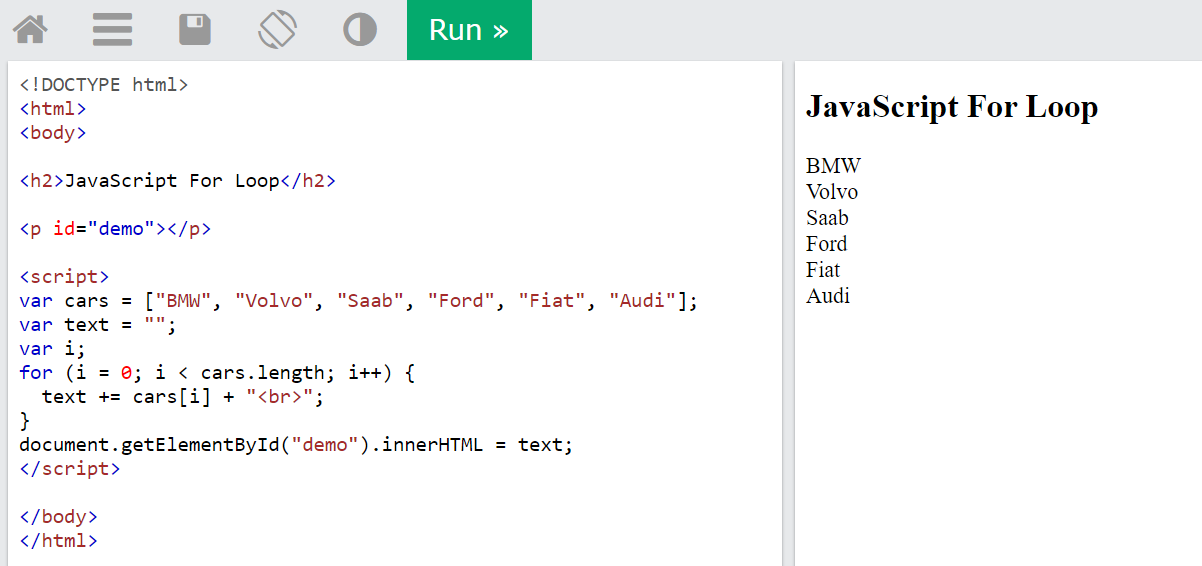 Run »
<!DOCTYPE html>
<html>
<body>
<h2>JavaScript For Loop</h2>
<p id="demo"></p>
<script>
var cars = ["BMW", "Volvo", "Saab", "Ford", "Fiat", "Audi"];
var text = "";
var i;
for (i = 0; i < cars.length; i++) {
  text += cars[i] + "<br>";
}
document.getElementById("demo").innerHTML = text;
</script>
</body>
</html>
JavaScript For Loop
BMW
Volvo
Saab
Ford
Fiat
Audi